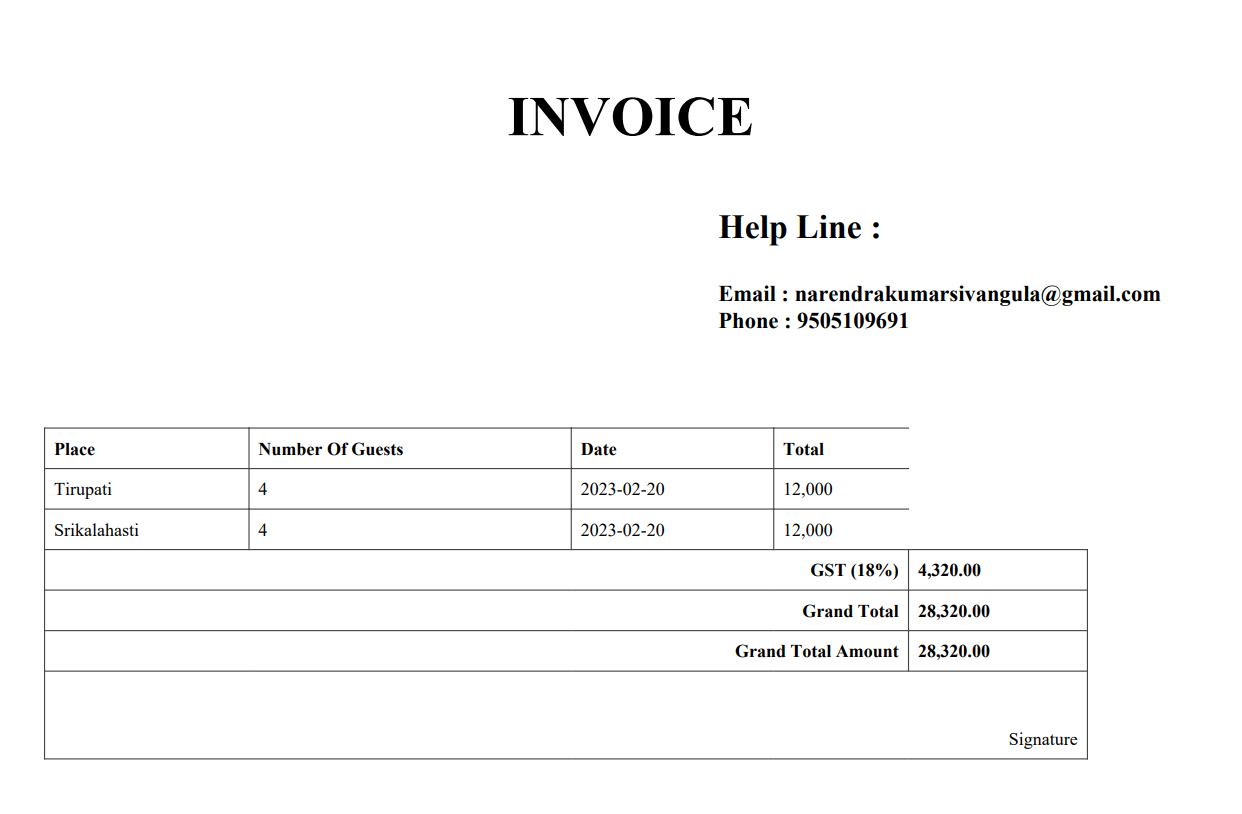 INVOICE
Help Line :
Email : narendrakumarsivangula@gmail.com
Phone : 9505109691
Place Number Of Guests Date Total
Tirupati 4 2023-02-20 12,000
Srikalahasti 4 2023-02-20 12,000
GST (18%) 4,320.00
Grand Total 28,320.00
Grand Total Amount 28,320.00
Signature